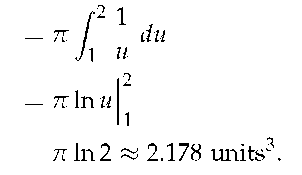 = π ∫₁² 1/u du
= π ln u |₁²
π ln 2 ≈ 2.178 units³.